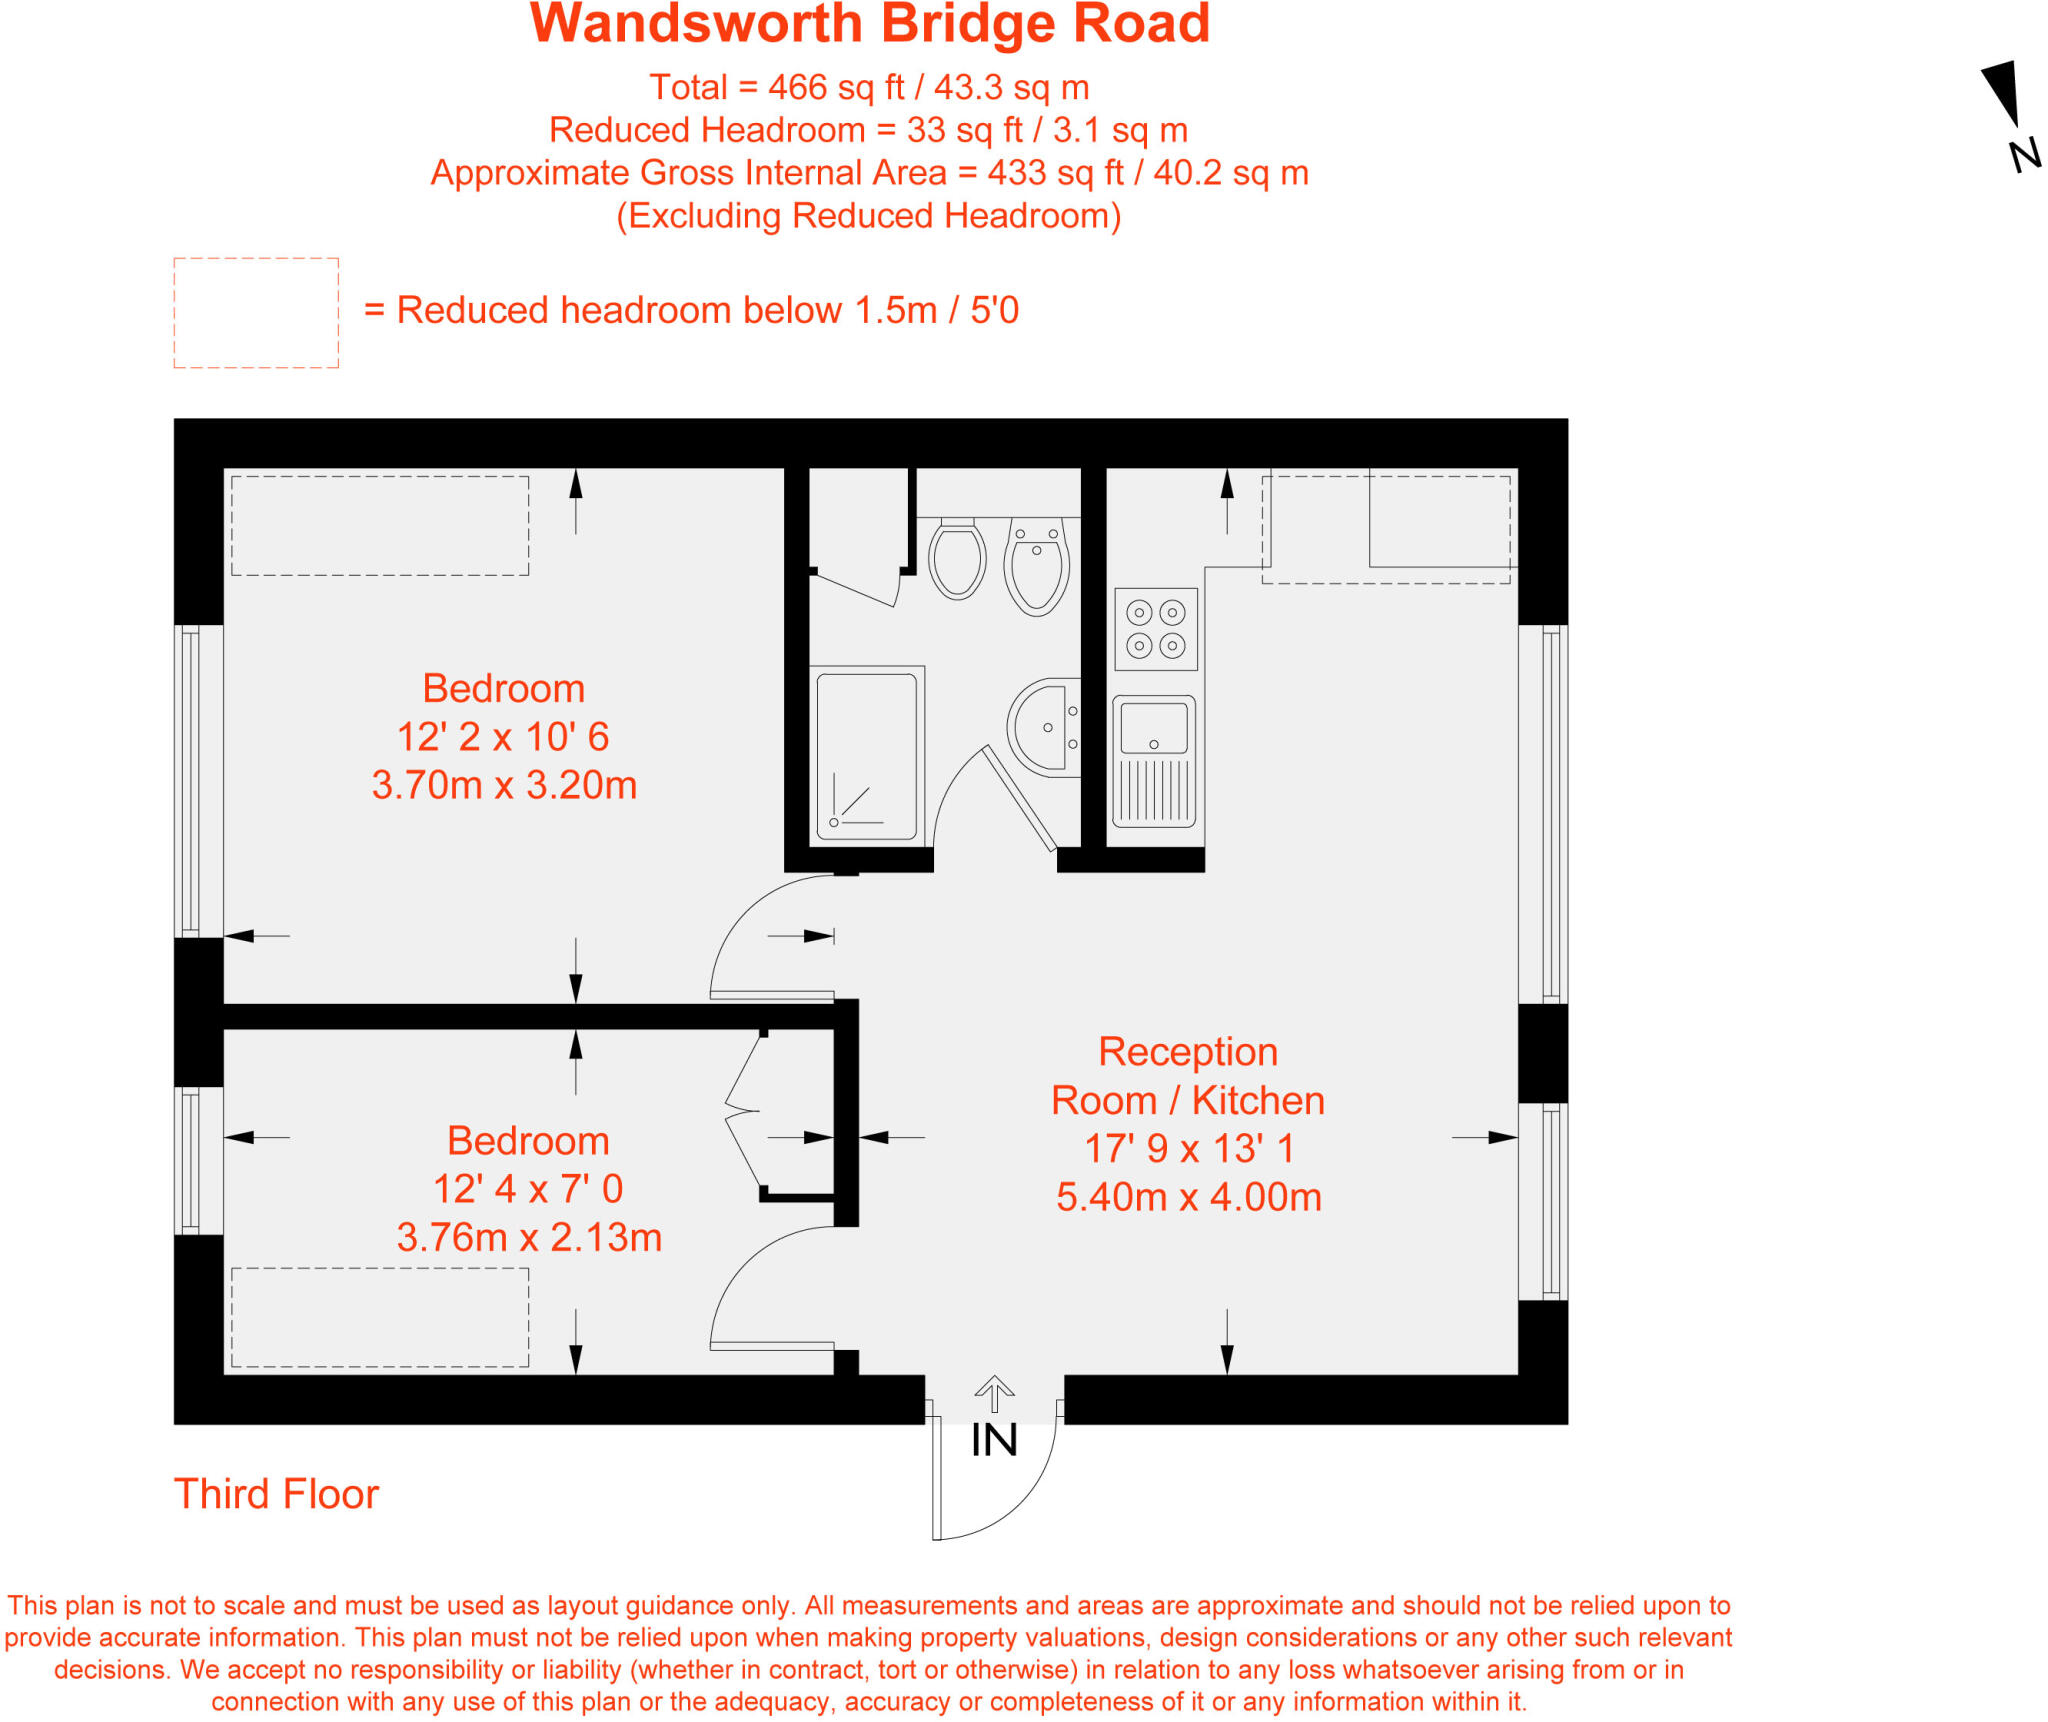 Wandsworth Bridge Road
Total = 466 sq ft / 43.3 sq m
Reduced Headroom = 33 sq ft / 3.1 sq m
Approximate Gross Internal Area = 433 sq ft / 40.2 sq m
(Excluding Reduced Headroom)
N
= Reduced headroom below 1.5m / 5'0
Bedroom
12' 2 x 10' 6
3.70m x 3.20m
Reception
Room / Kitchen
17' 9 x 13' 1
5.40m x 4.00m
Bedroom
12' 4 x 7' 0
3.76m x 2.13m
IN
Third Floor
This plan is not to scale and must be used as layout guidance only. All measurements and areas are approximate and should not be relied upon to
provide accurate information. This plan must not be relied upon when making property valuations, design considerations or any other such relevant
decisions. We accept no responsibility or liability (whether in contract, tort or otherwise) in relation to any loss whatsoever arising from or in
connection with any use of this plan or the adequacy, accuracy or completeness of it or any information within it.